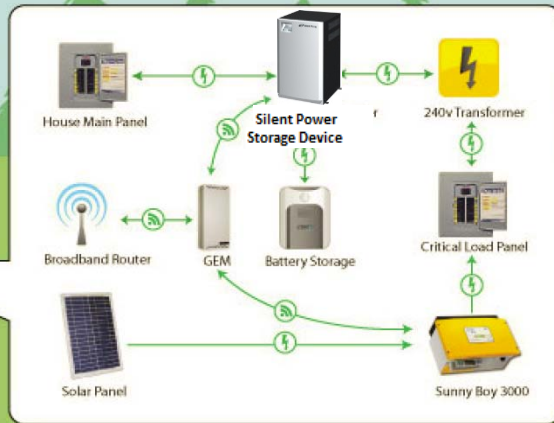 House Main Panel
Silent Power
Storage Device
r
240v Transformer
Broadband Router
GEM
Battery Storage
Critical Load Panel
Solar Panel
Sunny Boy 3000